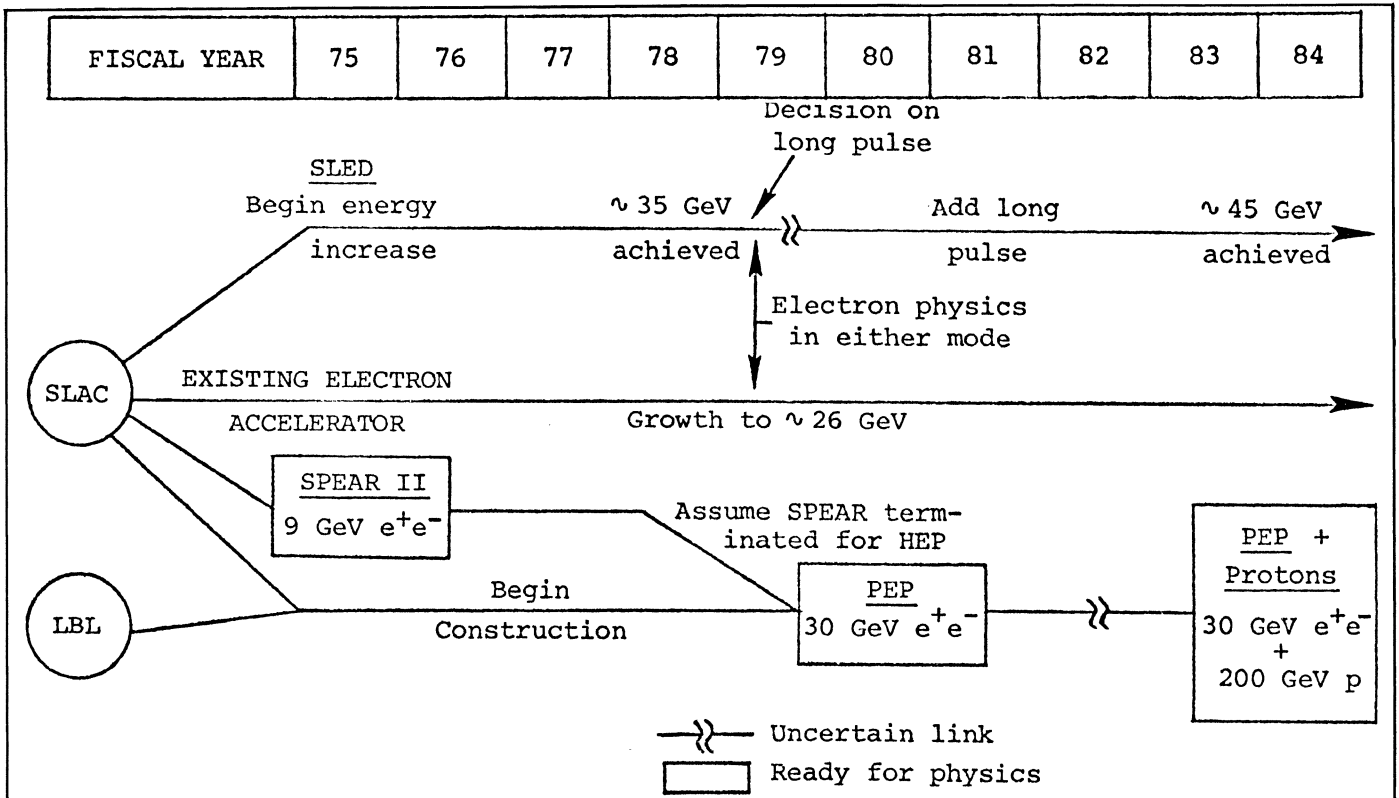 FISCAL YEAR 75 76 77 78 79 80 81 82 83 84
Decision on
long pulse
SLED
Begin energy
increase
~ 35 GeV
achieved
Add long
pulse
~ 45 GeV
achieved
Electron physics
in either mode
SLAC
EXISTING ELECTRON
ACCELERATOR
Growth to ~ 26 GeV
SPEAR II
9 GeV e⁺e⁻
Assume SPEAR term-
inated for HEP
LBL
Begin
Construction
PEP
30 GeV e⁺e⁻
PEP +
Protons
30 GeV e⁺e⁻
+
200 GeV p
Uncertain link
Ready for physics